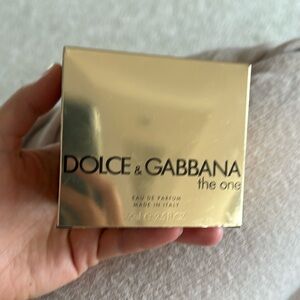 DOLCE & GABBANA
the one
EAU DE PARFUM
MADE IN ITALY